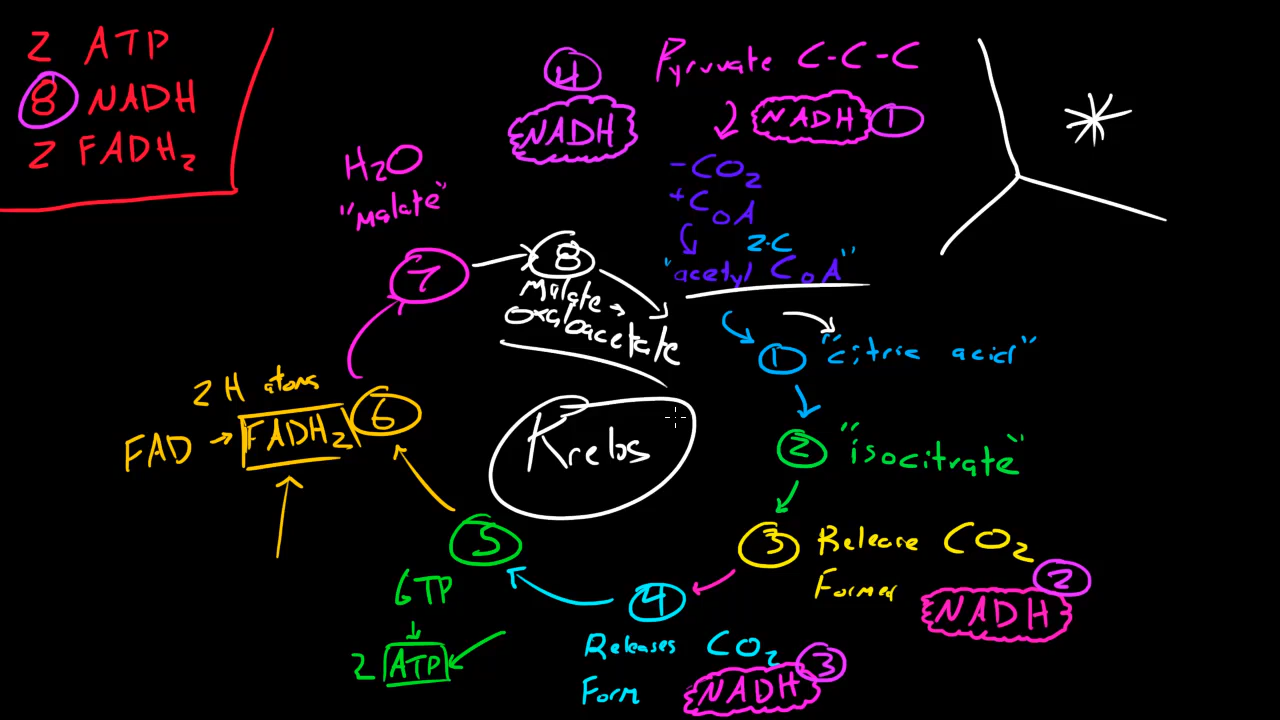 2 ATP
8 NADH
2 FADH2
4
NADH
Pyruvate C-C-C
NADH 1
-CO2
+CoA
2-C
"acetyl CoA"
H2O
"malate"
7
8
Malate →
oxaloacetate
1 "citric acid"
2 "isocitrate"
3 Release CO2
Formed
NADH 2
4
Releases CO2
Form NADH 3
5
GTP
2 ATP
2 H atoms
FAD → FADH2 6
Krebs